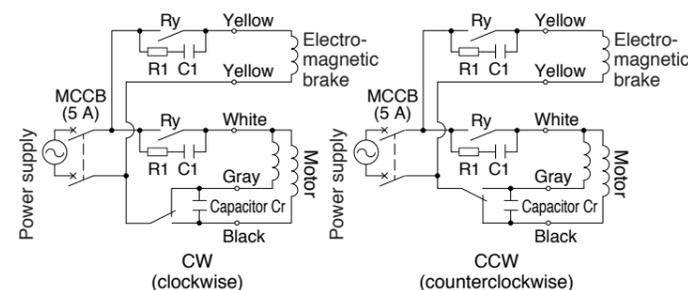 Ry
Yellow
R1 C1
Electro-
magnetic
brake
Yellow
MCCB
(5 A)
Ry
White
R1 C1
Power supply
Gray
Motor
Capacitor Cr
Black
CW
(clockwise)
Ry
Yellow
R1 C1
Electro-
magnetic
brake
Yellow
MCCB
(5 A)
Ry
White
R1 C1
Power supply
Gray
Motor
Capacitor Cr
Black
CCW
(counterclockwise)